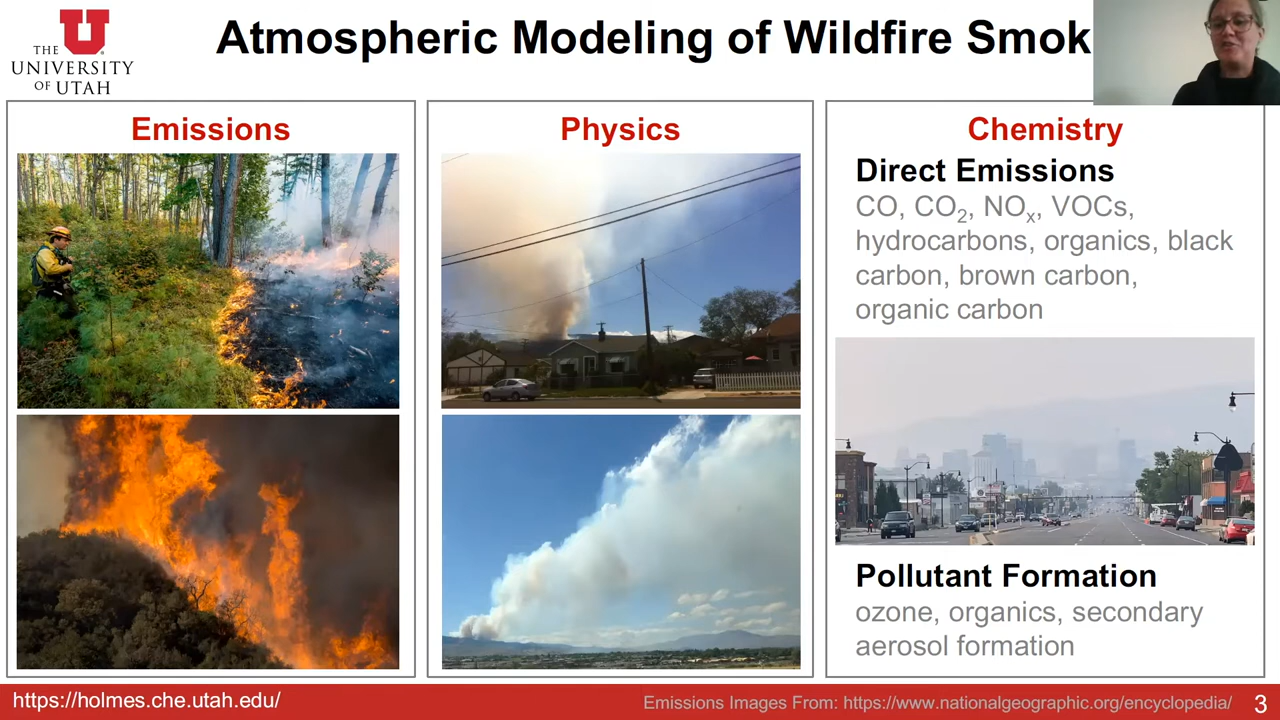 THE
UNIVERSITY
OF UTAH
Atmospheric Modeling of Wildfire Smok
Emissions
Physics
Chemistry
Direct Emissions
CO, CO₂, NOₓ, VOCs,
hydrocarbons, organics, black
carbon, brown carbon,
organic carbon
Pollutant Formation
ozone, organics, secondary
aerosol formation
https://holmes.che.utah.edu/
Emissions Images From: https://www.nationalgeographic.org/encyclopedia/
3